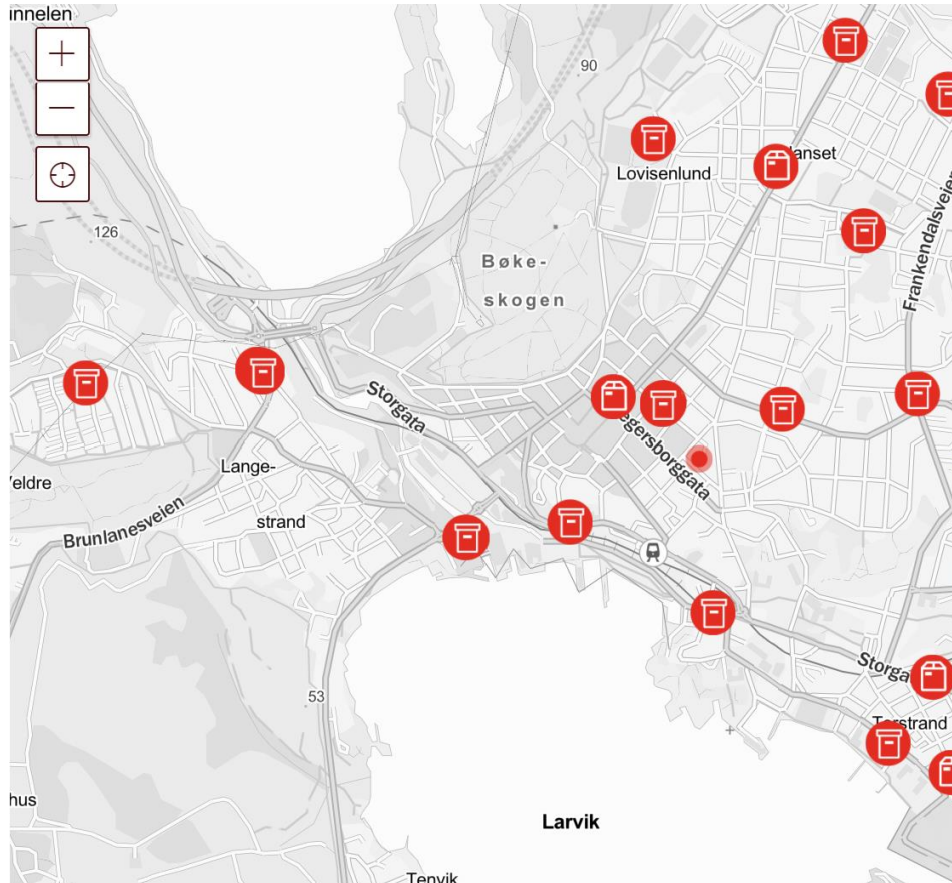 innelen
90
Lovisenlund
anset
126
Bøke-
skogen
Frankendalsveien
Storgata
egersborggata
Lange-
strand
Veldre
Brunlanesveien
Storga
53
Torstrand
hus
Larvik
Tenvik